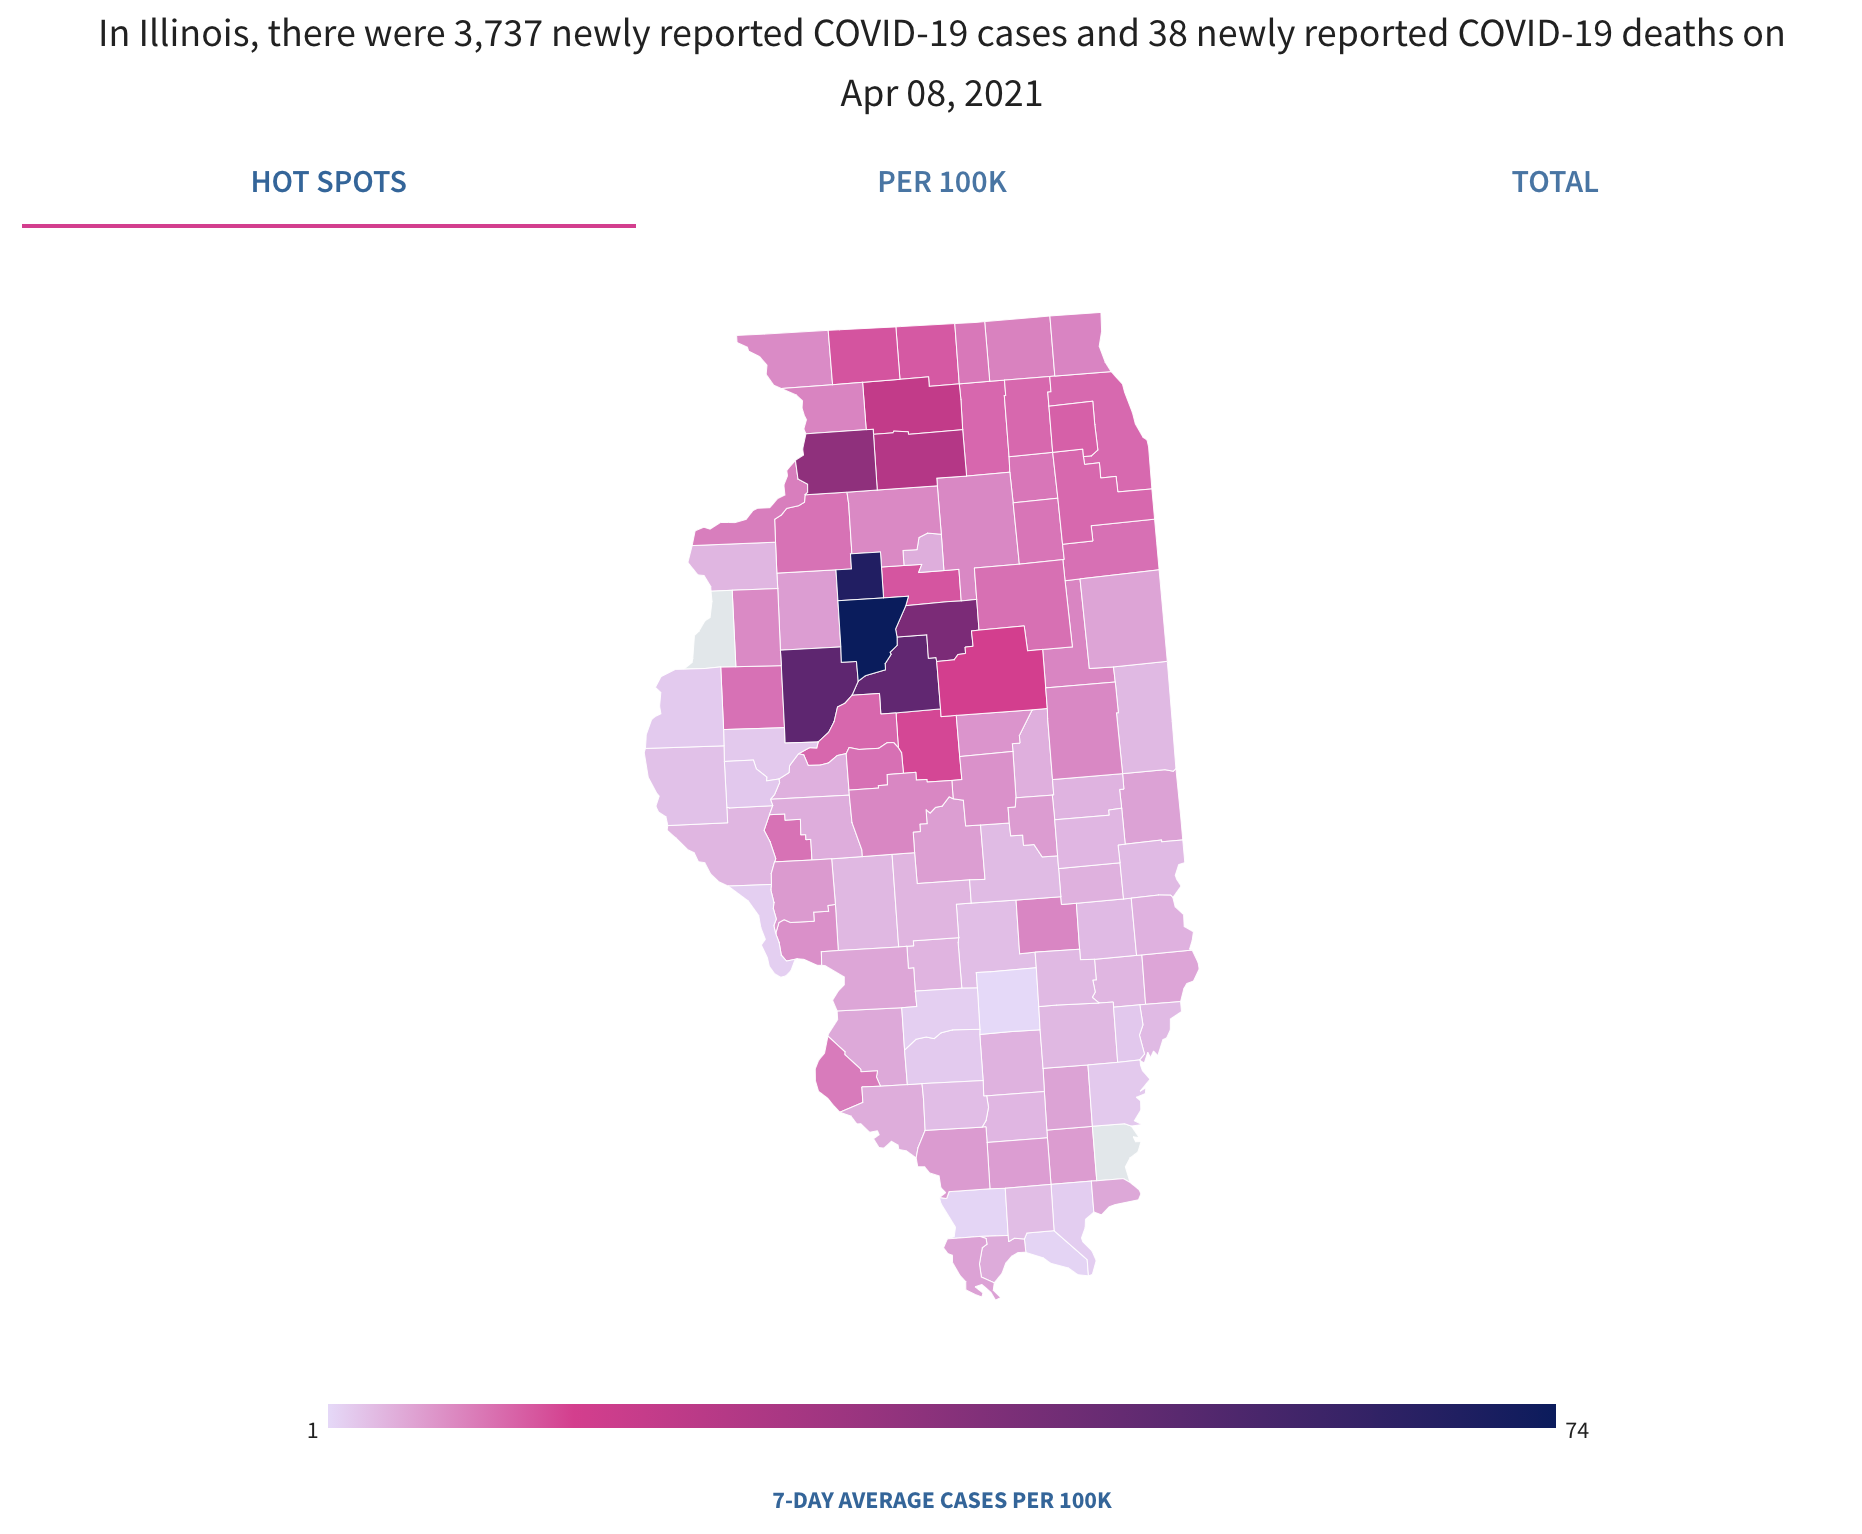 In Illinois, there were 3,737 newly reported COVID-19 cases and 38 newly reported COVID-19 deaths on
Apr 08, 2021
HOT SPOTS
PER 100K
TOTAL
1
74
7-DAY AVERAGE CASES PER 100K